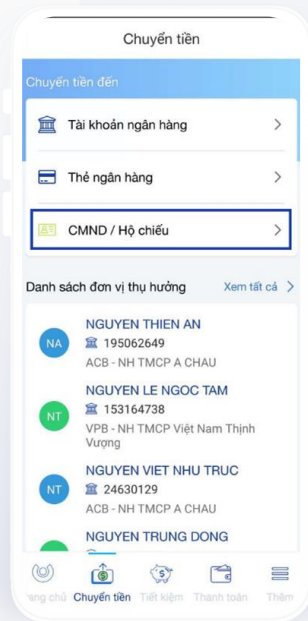 Chuyển tiền
Chuyển tiền đến
Tài khoản ngân hàng
Thẻ ngân hàng
CMND / Hộ chiếu
Danh sách đơn vị thụ hưởng Xem tất cả
NA
NGUYEN THIEN AN
195062649
ACB - NH TMCP A CHAU
NT
NGUYEN LE NGOC TAM
153164738
VPB - NH TMCP Việt Nam Thịnh
Vượng
NT
NGUYEN VIET NHU TRUC
24630129
ACB - NH TMCP A CHAU
NGUYEN TRUNG DONG
rang chủ Chuyển tiền Tiết kiệm Thanh toán Thêm